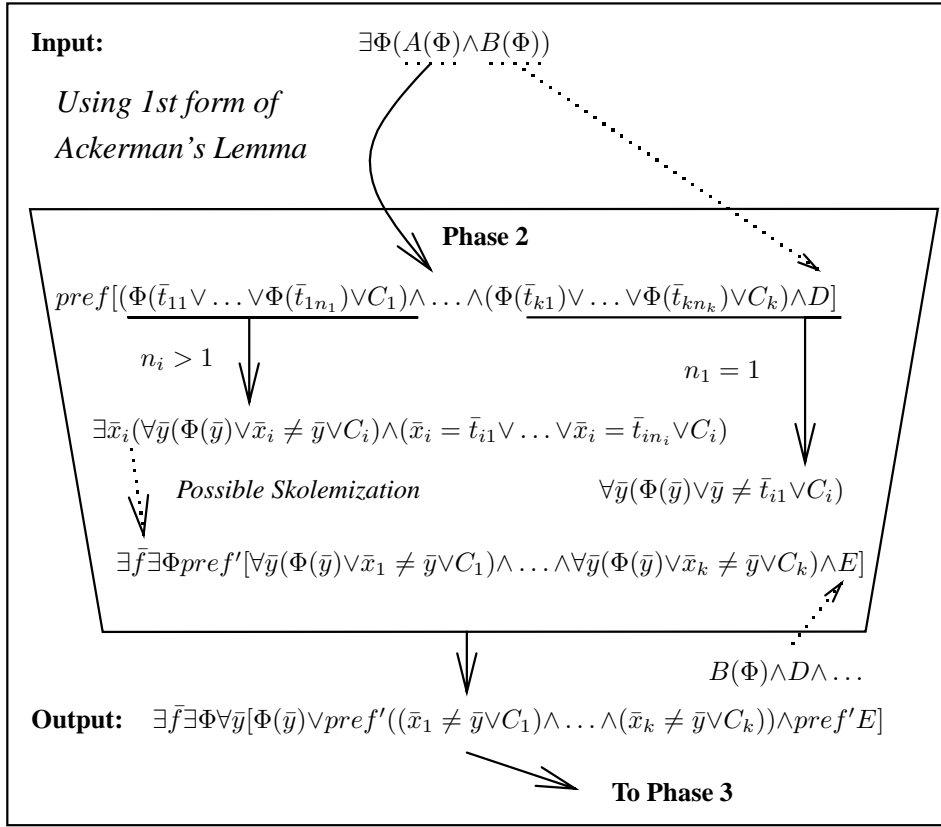 Input: ∃Φ(A(Φ)∧B(Φ))
Using 1st form of
Ackerman's Lemma
Phase 2
pref[(Φ(t̄₁₁∨ … ∨Φ(t̄₁ₙ₁)∨C₁)∧ … ∧(Φ(t̄ₖ₁)∨ … ∨Φ(t̄ₖₙₖ)∨Cₖ)∧D]
nᵢ > 1
n₁ = 1
∃x̄ᵢ(∀ȳ(Φ(ȳ)∨x̄ᵢ ≠ ȳ∨Cᵢ)∧(x̄ᵢ = t̄ᵢ₁∨ … ∨x̄ᵢ = t̄ᵢₙᵢ∨Cᵢ)
Possible Skolemization
∀ȳ(Φ(ȳ)∨ȳ ≠ t̄ᵢ₁∨Cᵢ)
∃f̄∃Φpref′[∀ȳ(Φ(ȳ)∨x̄₁ ≠ ȳ∨C₁)∧ … ∧∀ȳ(Φ(ȳ)∨x̄ₖ ≠ ȳ∨Cₖ)∧E]
B(Φ)∧D∧ …
Output: ∃f̄∃Φ∀ȳ[Φ(ȳ)∨pref′((x̄₁ ≠ ȳ∨C₁)∧ … ∧(x̄ₖ ≠ ȳ∨Cₖ))∧pref′E]
To Phase 3